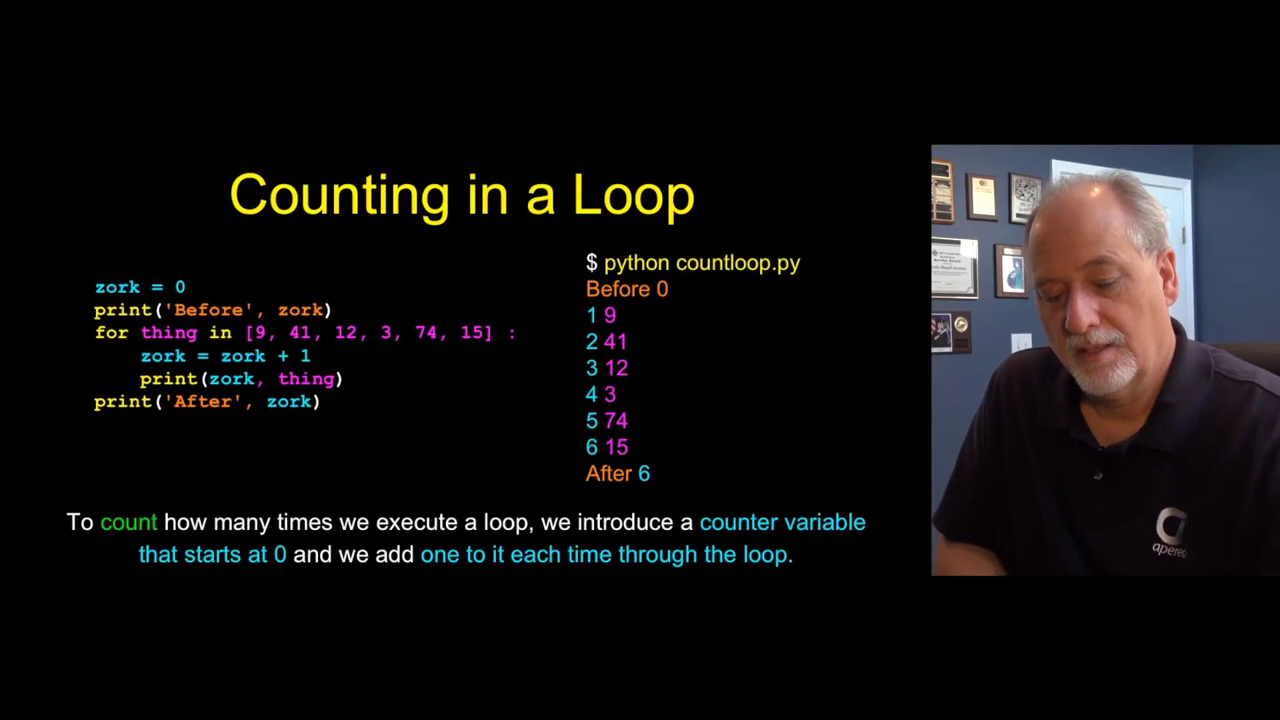 Counting in a Loop
zork = 0
print('Before', zork)
for thing in [9, 41, 12, 3, 74, 15] :
    zork = zork + 1
    print(zork, thing)
print('After', zork)
$ python countloop.py
Before 0
1 9
2 41
3 12
4 3
5 74
6 15
After 6
To count how many times we execute a loop, we introduce a counter variable
that starts at 0 and we add one to it each time through the loop.
apereo